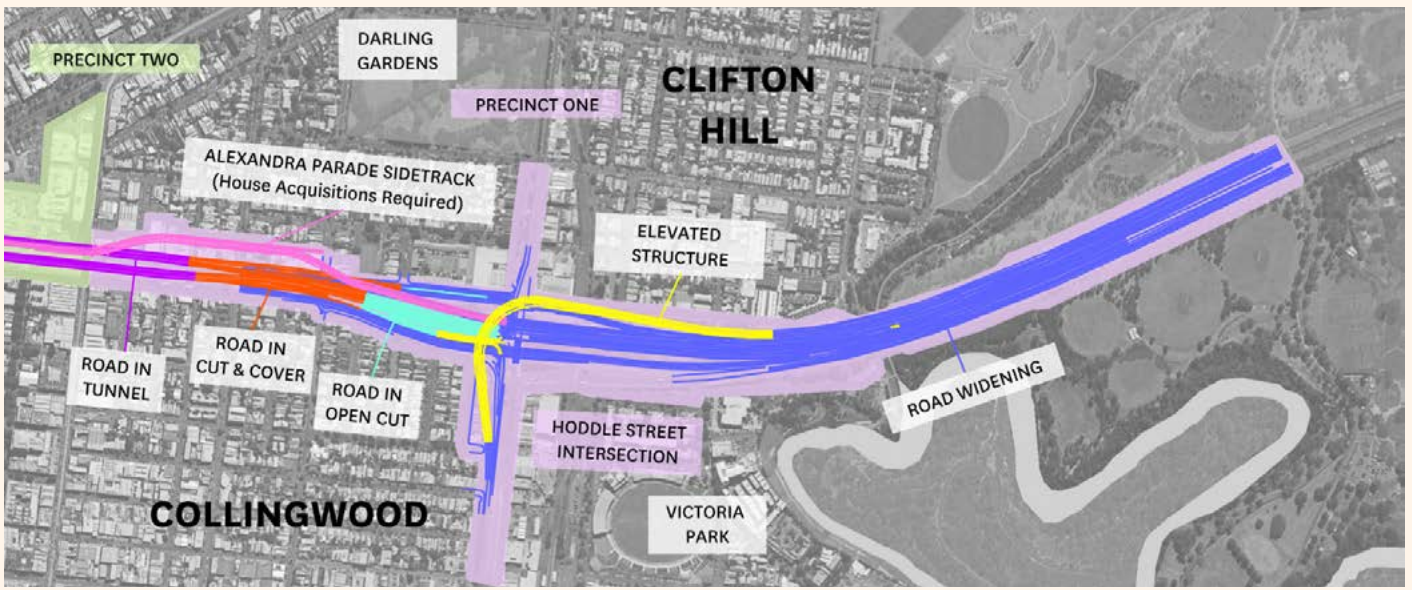 PRECINCT TWO
DARLING
GARDENS
CLIFTON
HILL
PRECINCT ONE
ALEXANDRA PARADE SIDETRACK
(House Acquisitions Required)
ELEVATED
STRUCTURE
ROAD IN
TUNNEL
ROAD IN
CUT & COVER
ROAD IN
OPEN CUT
ROAD WIDENING
HODDLE STREET
INTERSECTION
COLLINGWOOD
VICTORIA
PARK